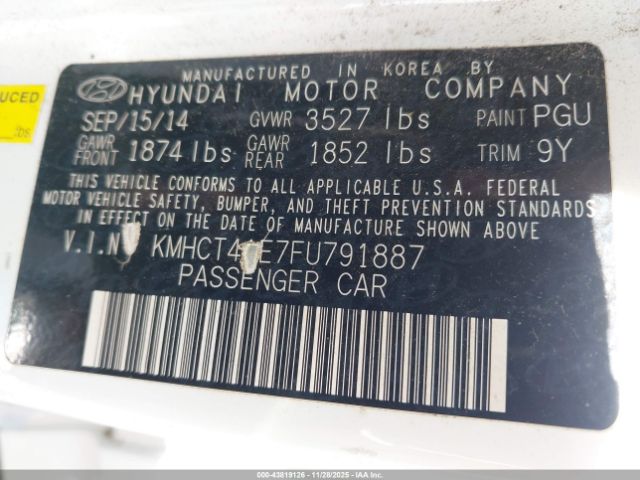 UCED
lbs
MANUFACTURED IN KOREA BY
HYUNDAI MOTOR COMPANY
SEP/15/14 GVWR 3527 lbs PAINT PGU
GAWR FRONT 1874 lbs GAWR REAR 1852 lbs TRIM 9Y
THIS VEHICLE CONFORMS TO ALL APPLICABLE U.S.A. FEDERAL
MOTOR VEHICLE SAFETY, BUMPER, AND THEFT PREVENTION STANDARDS
IN EFFECT ON THE DATE OF MANUFACTURE SHOWN ABOVE
V.I.N KMHCT4 E7FU791887
PASSENGER CAR
000-43819126 - 11/28/2025 - IAA, Inc.